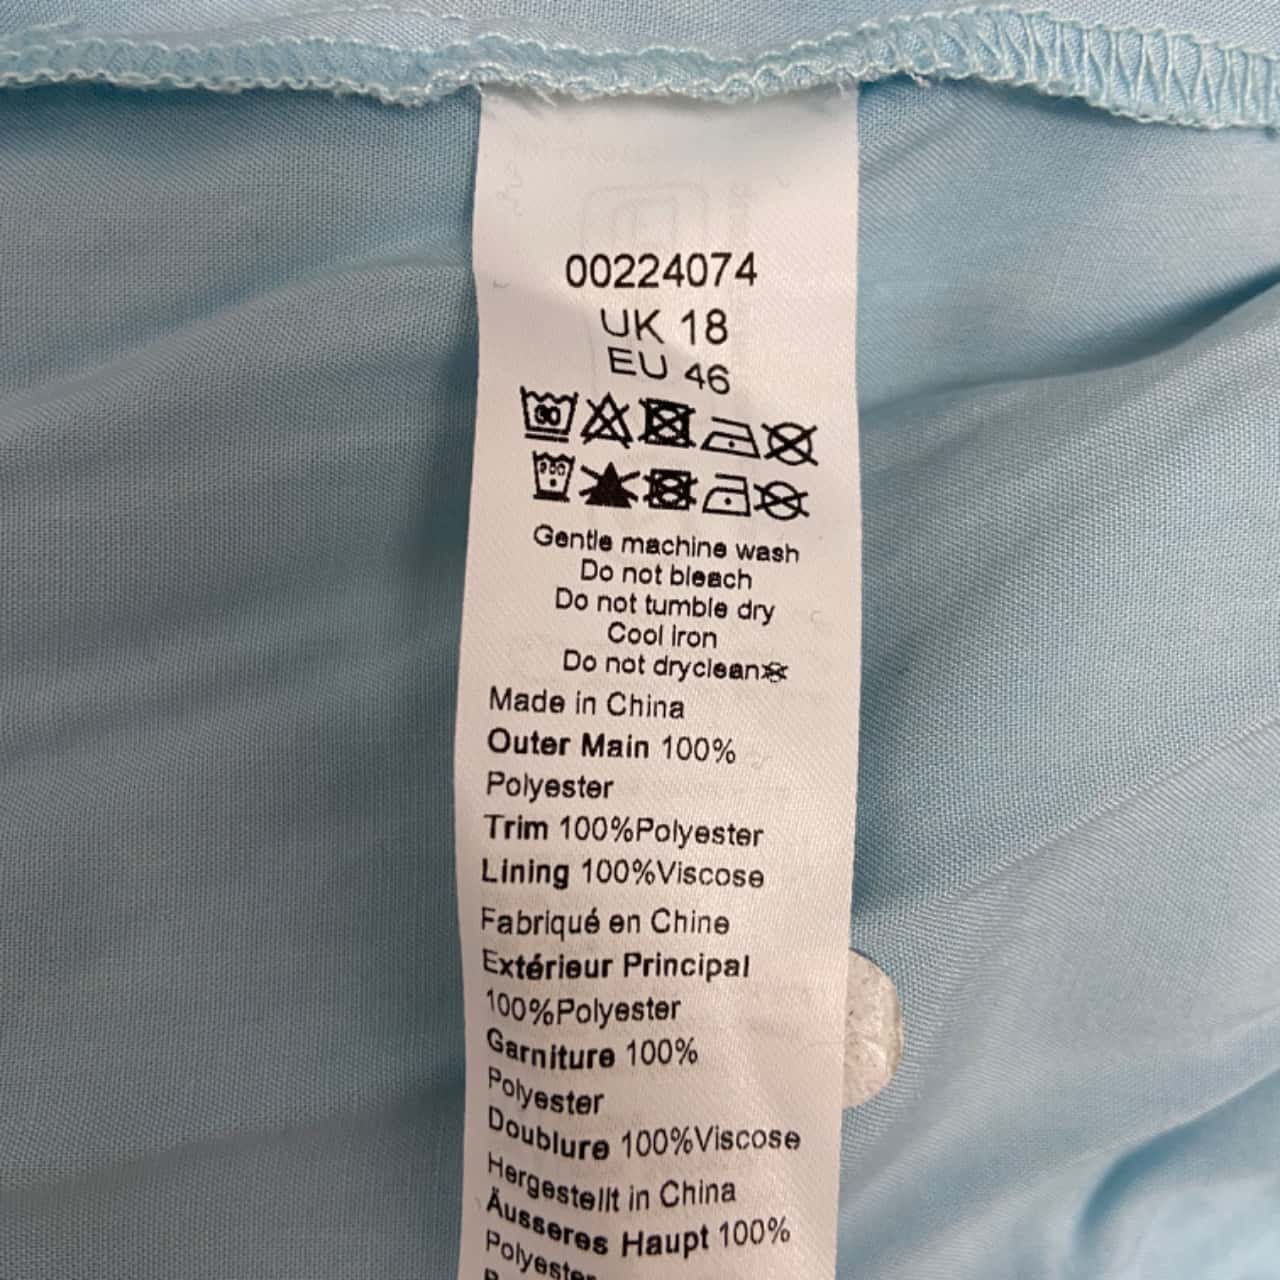 00224074
UK 18
EU 46
Gentle machine wash
Do not bleach
Do not tumble dry
Cool iron
Do not dryclean
Made in China
Outer Main 100%
Polyester
Trim 100%Polyester
Lining 100%Viscose
Fabriqué en Chine
Extérieur Principal
100%Polyester
Garniture 100%
Polyester
Doublure 100%Viscose
Hergestellt in China
Äusseres Haupt 100%
Polyester